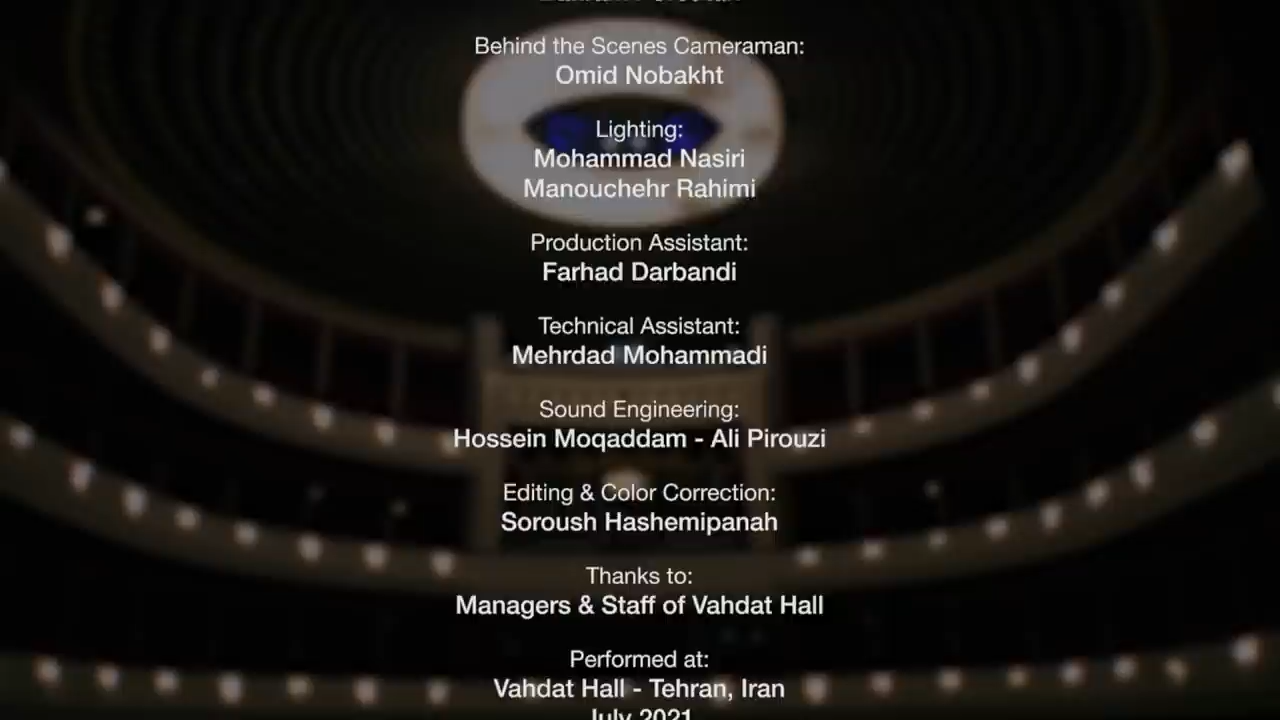 Behind the Scenes Cameraman:
Omid Nobakht
Lighting:
Mohammad Nasiri
Manouchehr Rahimi
Production Assistant:
Farhad Darbandi
Technical Assistant:
Mehrdad Mohammadi
Sound Engineering:
Hossein Moqaddam - Ali Pirouzi
Editing & Color Correction:
Soroush Hashemipanah
Thanks to:
Managers & Staff of Vahdat Hall
Performed at:
Vahdat Hall - Tehran, Iran
July 2021